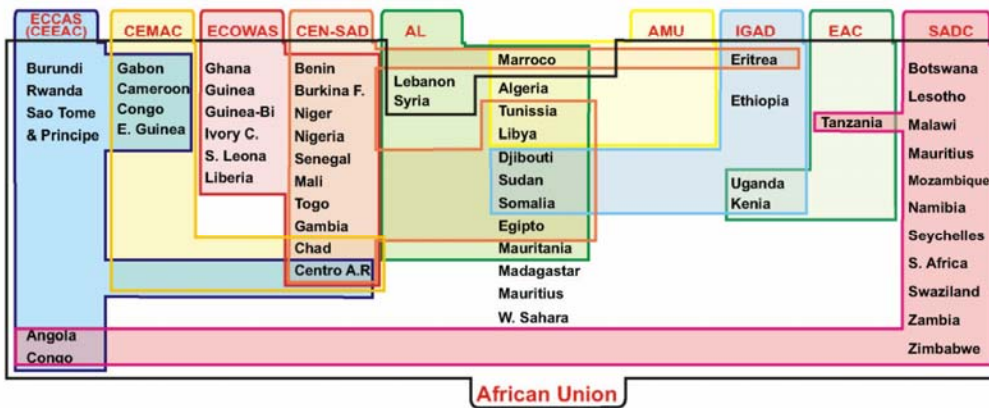 ECCAS
(CEEAC)
CEMAC
ECOWAS
CEN-SAD
AL
AMU
IGAD
EAC
SADC
Burundi
Rwanda
Sao Tome
& Principe
Angola
Congo
Gabon
Cameroon
Congo
E. Guinea
Ghana
Guinea
Guinea-Bi
Ivory C.
S. Leona
Liberia
Benin
Burkina F.
Niger
Nigeria
Senegal
Mali
Togo
Gambia
Chad
Centro A.R
Lebanon
Syria
Marroco
Algeria
Tunissia
Libya
Djibouti
Sudan
Somalia
Egipto
Mauritania
Madagastar
Mauritius
W. Sahara
Eritrea
Ethiopia
Uganda
Kenia
Tanzania
Botswana
Lesotho
Malawi
Mauritius
Mozambique
Namibia
Seychelles
S. Africa
Swaziland
Zambia
Zimbabwe
African Union